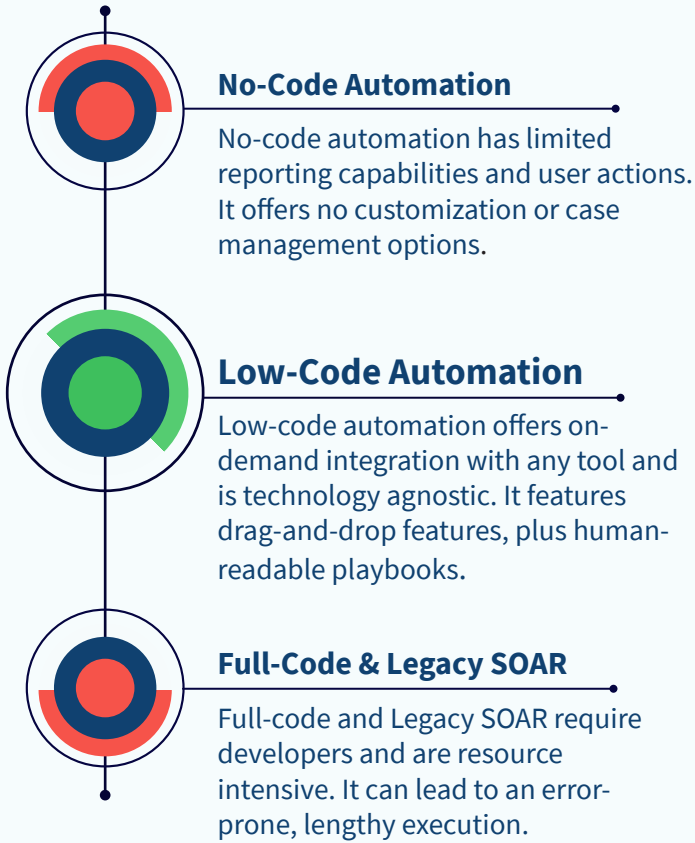 No-Code Automation
No-code automation has limited
reporting capabilities and user actions.
It offers no customization or case
management options.
Low-Code Automation
Low-code automation offers on-
demand integration with any tool and
is technology agnostic. It features
drag-and-drop features, plus human-
readable playbooks.
Full-Code & Legacy SOAR
Full-code and Legacy SOAR require
developers and are resource
intensive. It can lead to an error-
prone, lengthy execution.